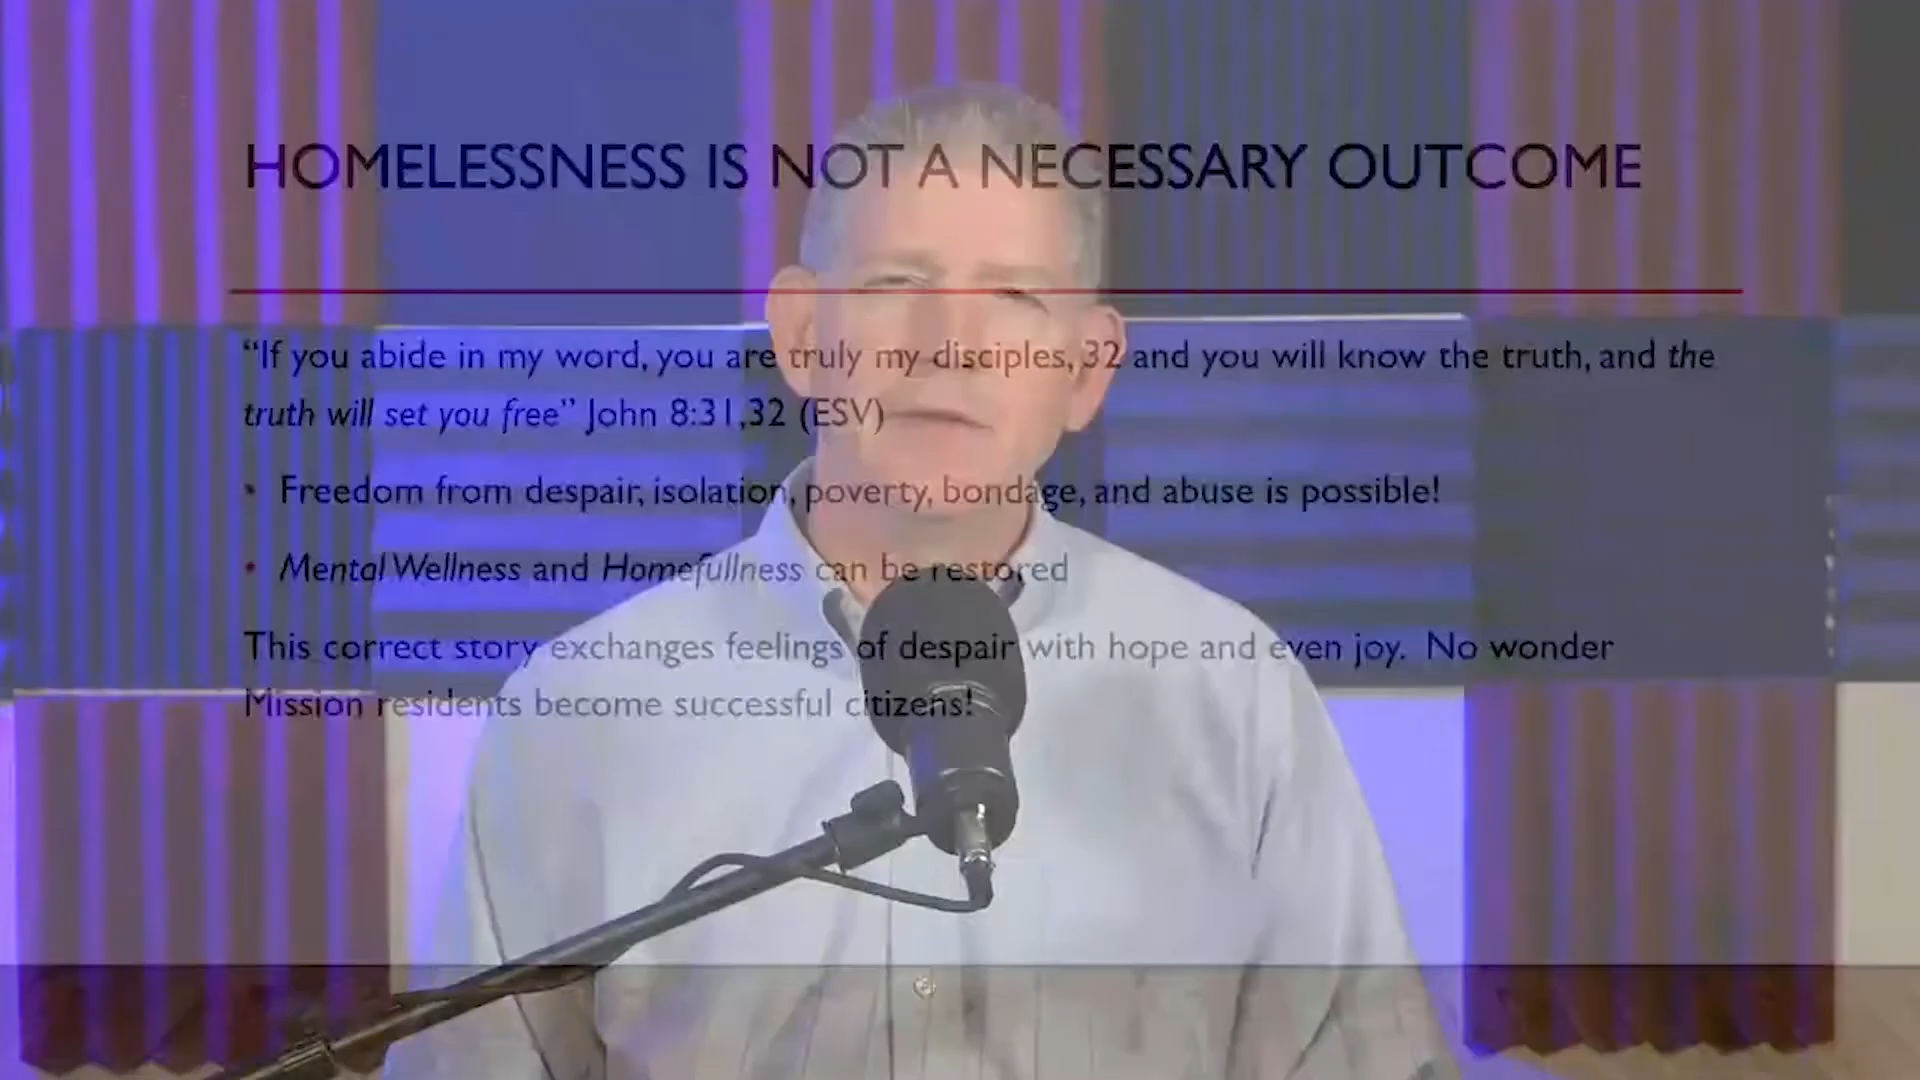 HOMELESSNESS IS NOT A NECESSARY OUTCOME
“If you abide in my word, you are truly my disciples, 32 and you will know the truth, and the
truth will set you free” John 8:31,32 (ESV)
• Freedom from despair, isolation, poverty, bondage, and abuse is possible!
• Mental Wellness and Homefullness can be restored
This correct story exchanges feelings of despair with hope and even joy. No wonder
Mission residents become successful citizens!